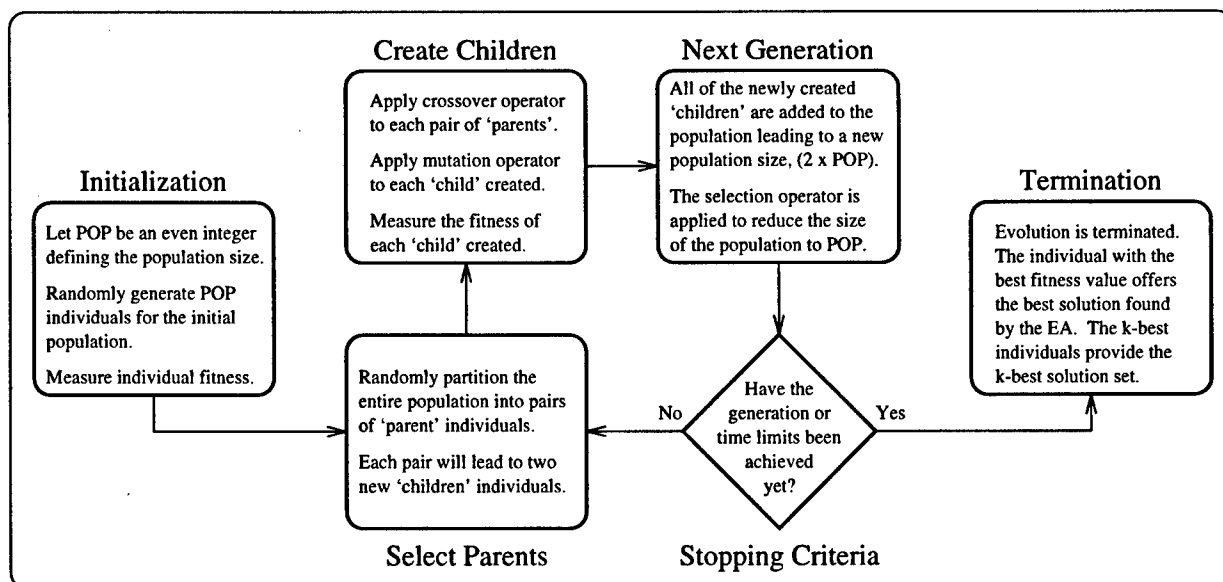 Initialization
Let POP be an even integer
defining the population size.
Randomly generate POP
individuals for the initial
population.
Measure individual fitness.
Select Parents
Randomly partition the
entire population into pairs
of ‘parent’ individuals.
Each pair will lead to two
new ‘children’ individuals.
Create Children
Apply crossover operator
to each pair of ‘parents’.
Apply mutation operator
to each ‘child’ created.
Measure the fitness of
each ‘child’ created.
Next Generation
All of the newly created
‘children’ are added to the
population leading to a new
population size, (2 x POP).
The selection operator is
applied to reduce the size
of the population to POP.
Stopping Criteria
Have the
generation or
time limits been
achieved
yet?
No
Yes
Termination
Evolution is terminated.
The individual with the
best fitness value offers
the best solution found
by the EA. The k-best
individuals provide the
k-best solution set.